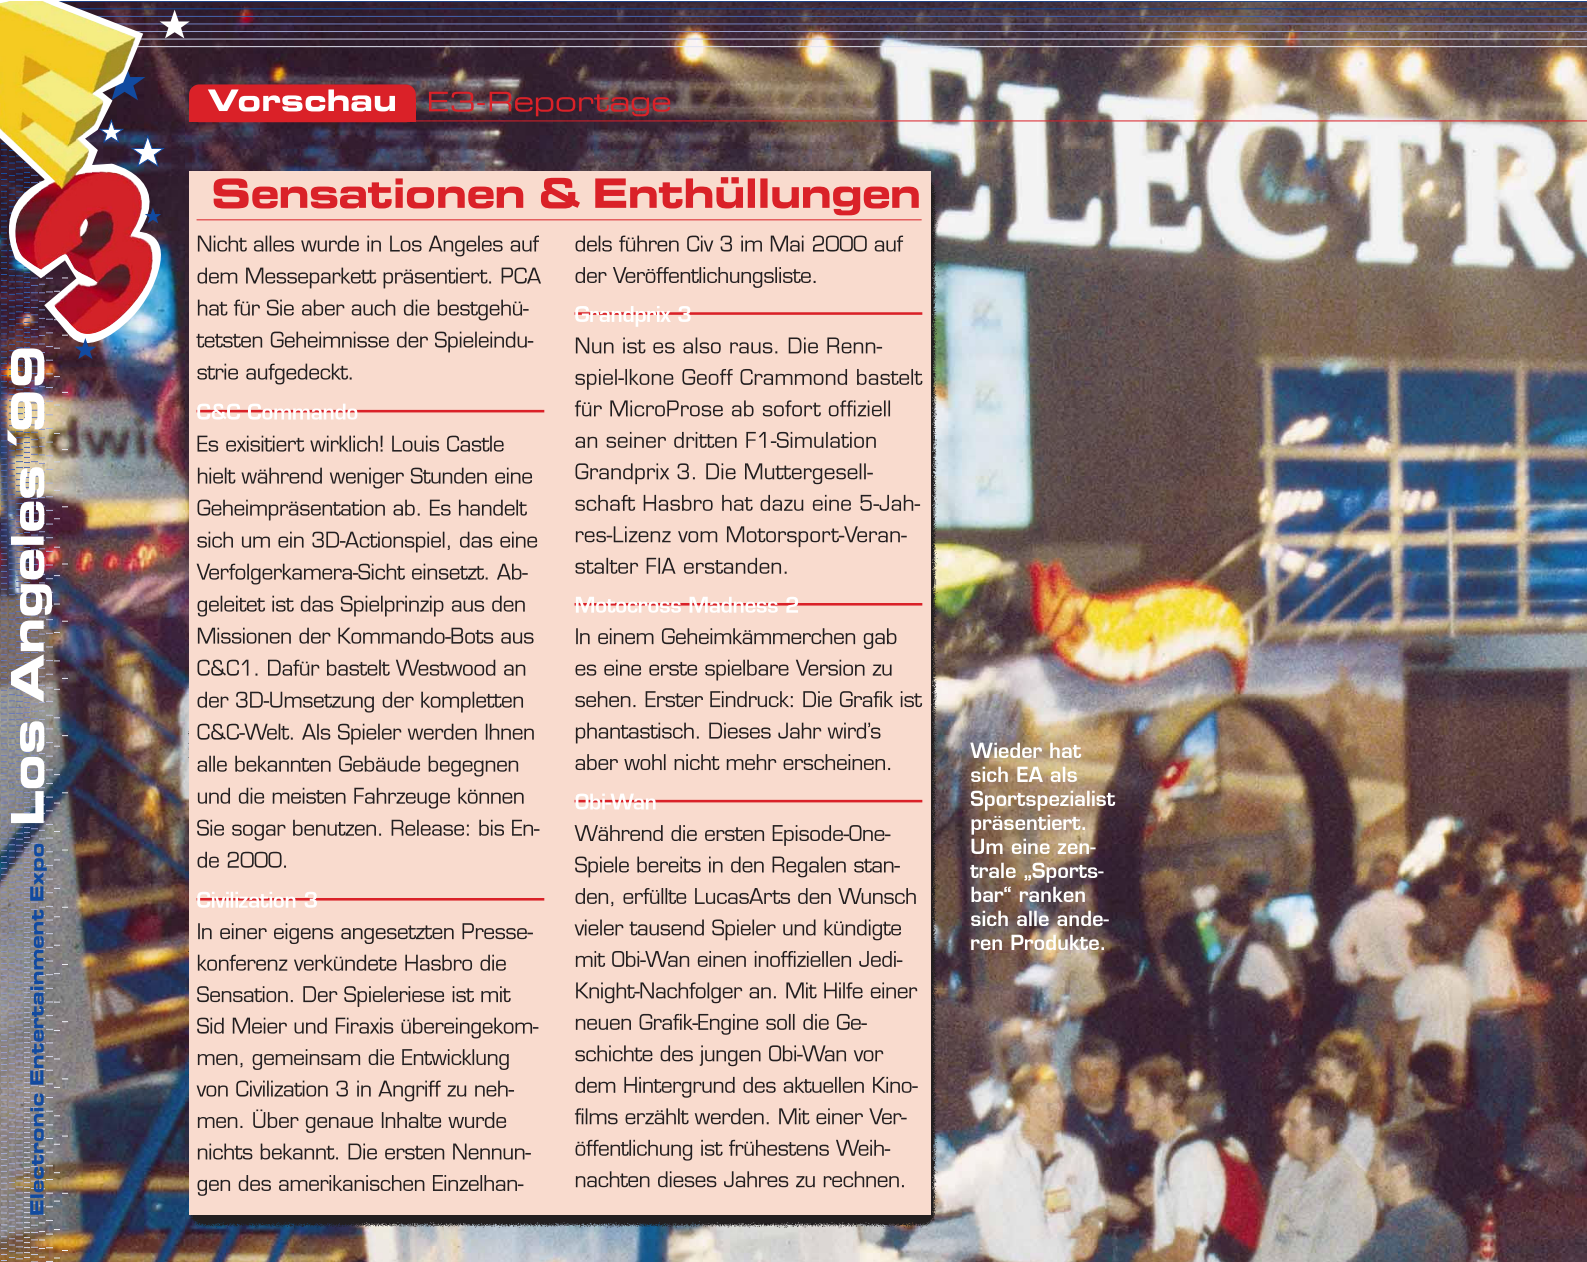 E3
Los Angeles ´99
Electronic Entertainment Expo
Vorschau E3-Reportage
ELECTR
Sensationen & Enthüllungen
Nicht alles wurde in Los Angeles auf
dem Messeparkett präsentiert. PCA
hat für Sie aber auch die bestgehü-
tetsten Geheimnisse der Spieleindu-
strie aufgedeckt.
C&C Commando
Es exisitiert wirklich! Louis Castle
hielt während weniger Stunden eine
Geheimpräsentation ab. Es handelt
sich um ein 3D-Actionspiel, das eine
Verfolgerkamera-Sicht einsetzt. Ab-
geleitet ist das Spielprinzip aus den
Missionen der Kommando-Bots aus
C&C1. Dafür bastelt Westwood an
der 3D-Umsetzung der kompletten
C&C-Welt. Als Spieler werden Ihnen
alle bekannten Gebäude begegnen
und die meisten Fahrzeuge können
Sie sogar benutzen. Release: bis En-
de 2000.
Civilization 3
In einer eigens angesetzten Presse-
konferenz verkündete Hasbro die
Sensation. Der Spieleriese ist mit
Sid Meier und Firaxis übereingekom-
men, gemeinsam die Entwicklung
von Civilization 3 in Angriff zu neh-
men. Über genaue Inhalte wurde
nichts bekannt. Die ersten Nennun-
gen des amerikanischen Einzelhan-
dels führen Civ 3 im Mai 2000 auf
der Veröffentlichungsliste.
Grandprix 3
Nun ist es also raus. Die Renn-
spiel-Ikone Geoff Crammond bastelt
für MicroProse ab sofort offiziell
an seiner dritten F1-Simulation
Grandprix 3. Die Muttergesell-
schaft Hasbro hat dazu eine 5-Jah-
res-Lizenz vom Motorsport-Veran-
stalter FIA erstanden.
Motocross Madness 2
In einem Geheimkämmerchen gab
es eine erste spielbare Version zu
sehen. Erster Eindruck: Die Grafik ist
phantastisch. Dieses Jahr wird's
aber wohl nicht mehr erscheinen.
Obi-Wan
Während die ersten Episode-One-
Spiele bereits in den Regalen stan-
den, erfüllte LucasArts den Wunsch
vieler tausend Spieler und kündigte
mit Obi-Wan einen inoffiziellen Jedi-
Knight-Nachfolger an. Mit Hilfe einer
neuen Grafik-Engine soll die Ge-
schichte des jungen Obi-Wan vor
dem Hintergrund des aktuellen Kino-
films erzählt werden. Mit einer Ver-
öffentlichung ist frühestens Weih-
nachten dieses Jahres zu rechnen.
Wieder hat
sich EA als
Sportspezialist
präsentiert.
Um eine zen-
trale „Sports-
bar“ ranken
sich alle ande-
ren Produkte.